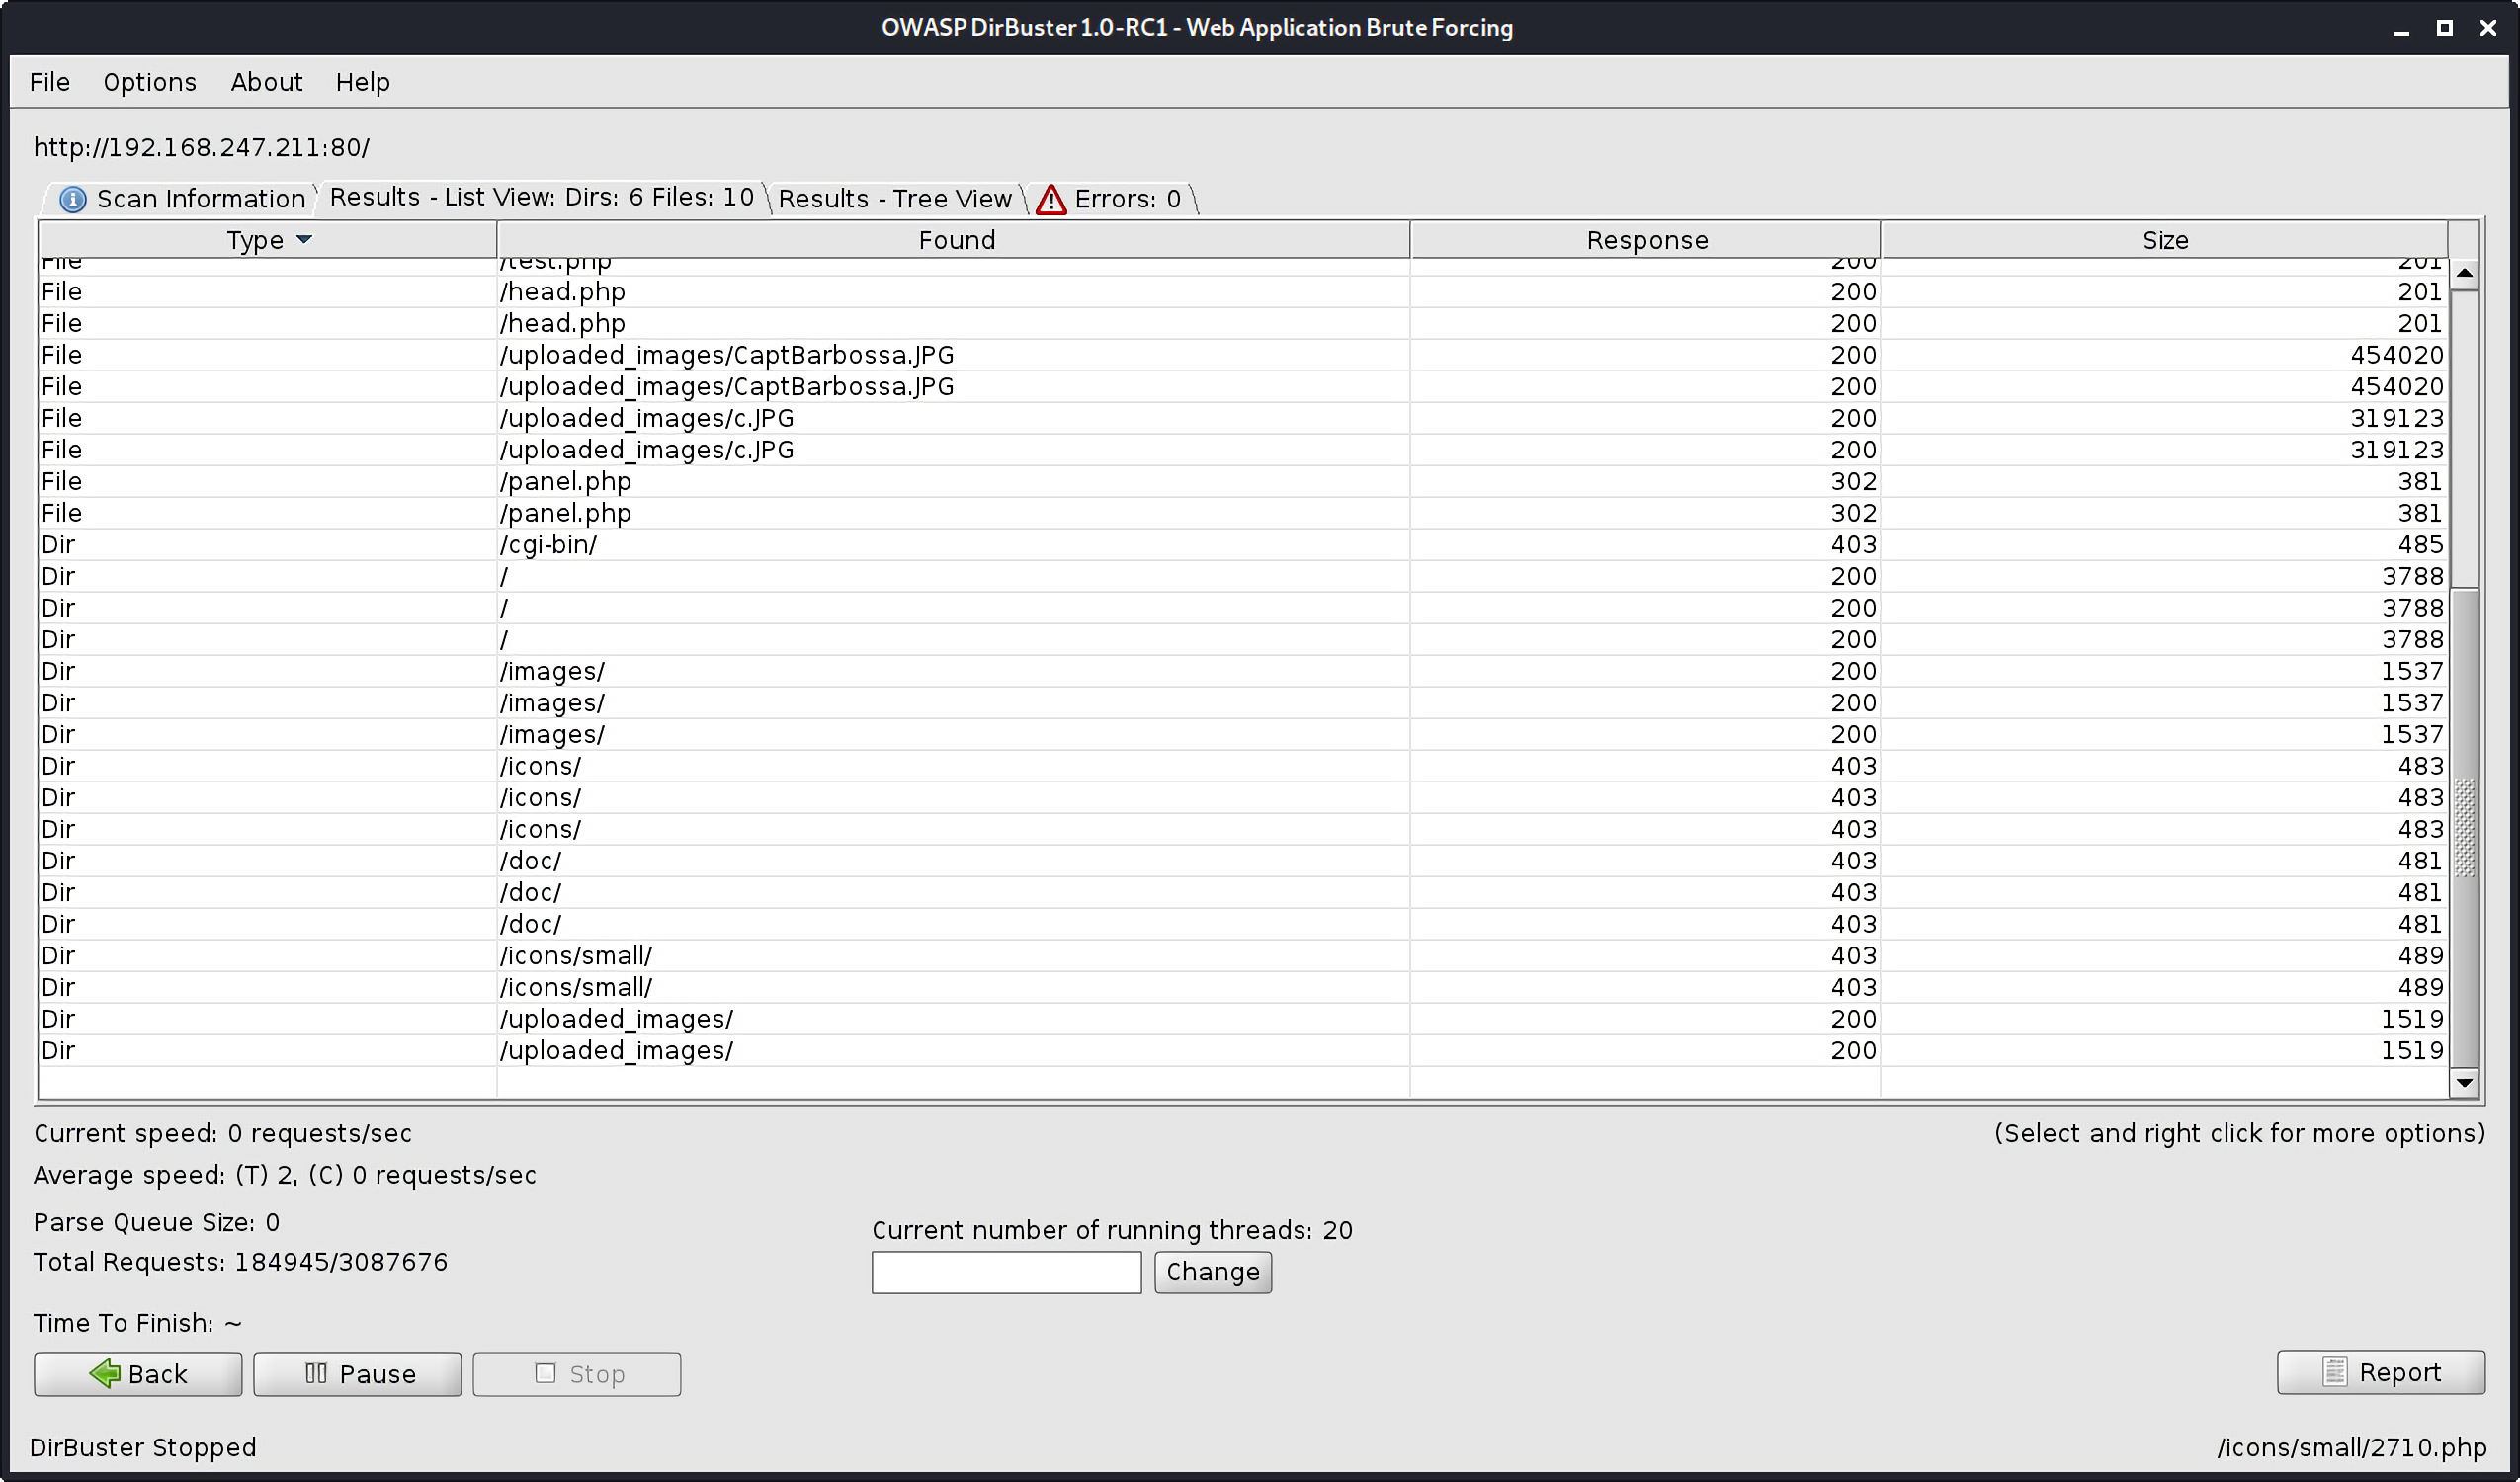 OWASP DirBuster 1.0-RC1 - Web Application Brute Forcing
File Options About Help
http://192.168.247.211:80/
Scan Information Results - List View: Dirs: 6 Files: 10 Results - Tree View Errors: 0
Type Found Response Size
File /test.php 200 201
File /head.php 200 201
File /head.php 200 201
File /uploaded_images/CaptBarbossa.JPG 200 454020
File /uploaded_images/CaptBarbossa.JPG 200 454020
File /uploaded_images/c.JPG 200 319123
File /uploaded_images/c.JPG 200 319123
File /panel.php 302 381
File /panel.php 302 381
Dir /cgi-bin/ 403 485
Dir / 200 3788
Dir / 200 3788
Dir / 200 3788
Dir /images/ 200 1537
Dir /images/ 200 1537
Dir /images/ 200 1537
Dir /icons/ 403 483
Dir /icons/ 403 483
Dir /icons/ 403 483
Dir /doc/ 403 481
Dir /doc/ 403 481
Dir /doc/ 403 481
Dir /icons/small/ 403 489
Dir /icons/small/ 403 489
Dir /uploaded_images/ 200 1519
Dir /uploaded_images/ 200 1519
Current speed: 0 requests/sec (Select and right click for more options)
Average speed: (T) 2, (C) 0 requests/sec
Parse Queue Size: 0
Current number of running threads: 20
Total Requests: 184945/3087676
Change
Time To Finish: ~
Back Pause Stop Report
DirBuster Stopped /icons/small/2710.php